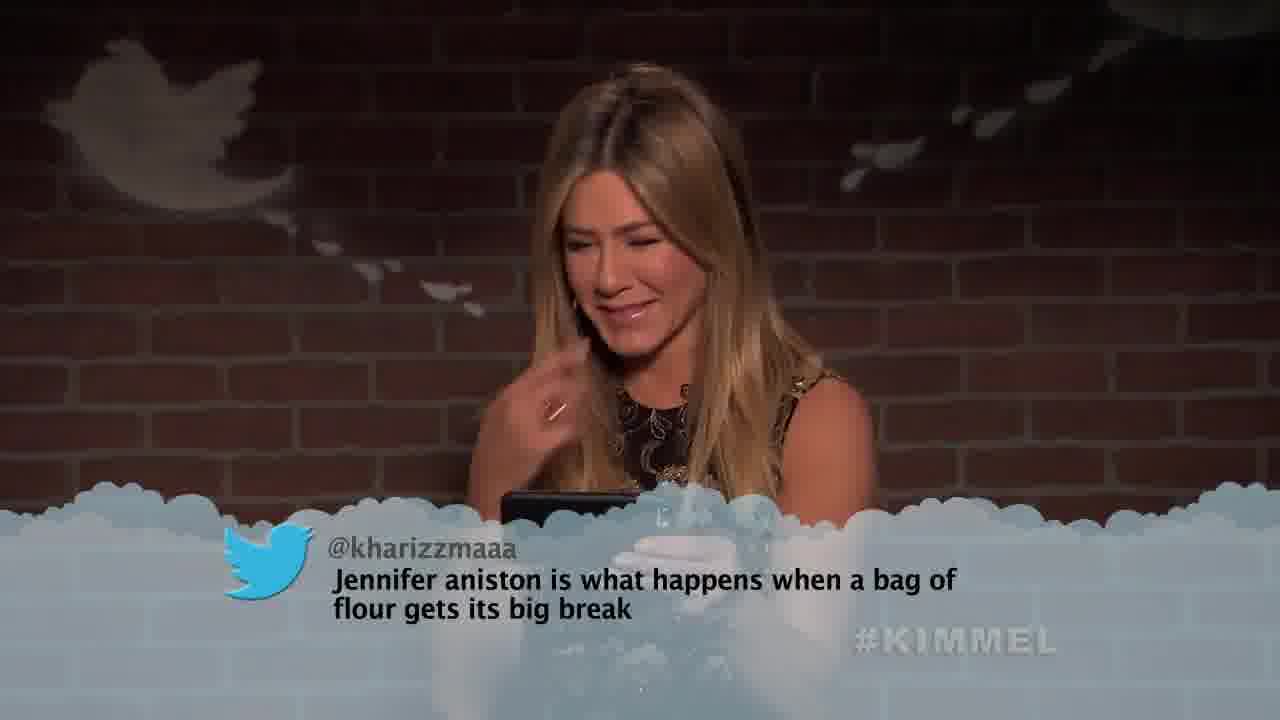 @kharizzmaaa
Jennifer aniston is what happens when a bag of
flour gets its big break
#KIMMEL